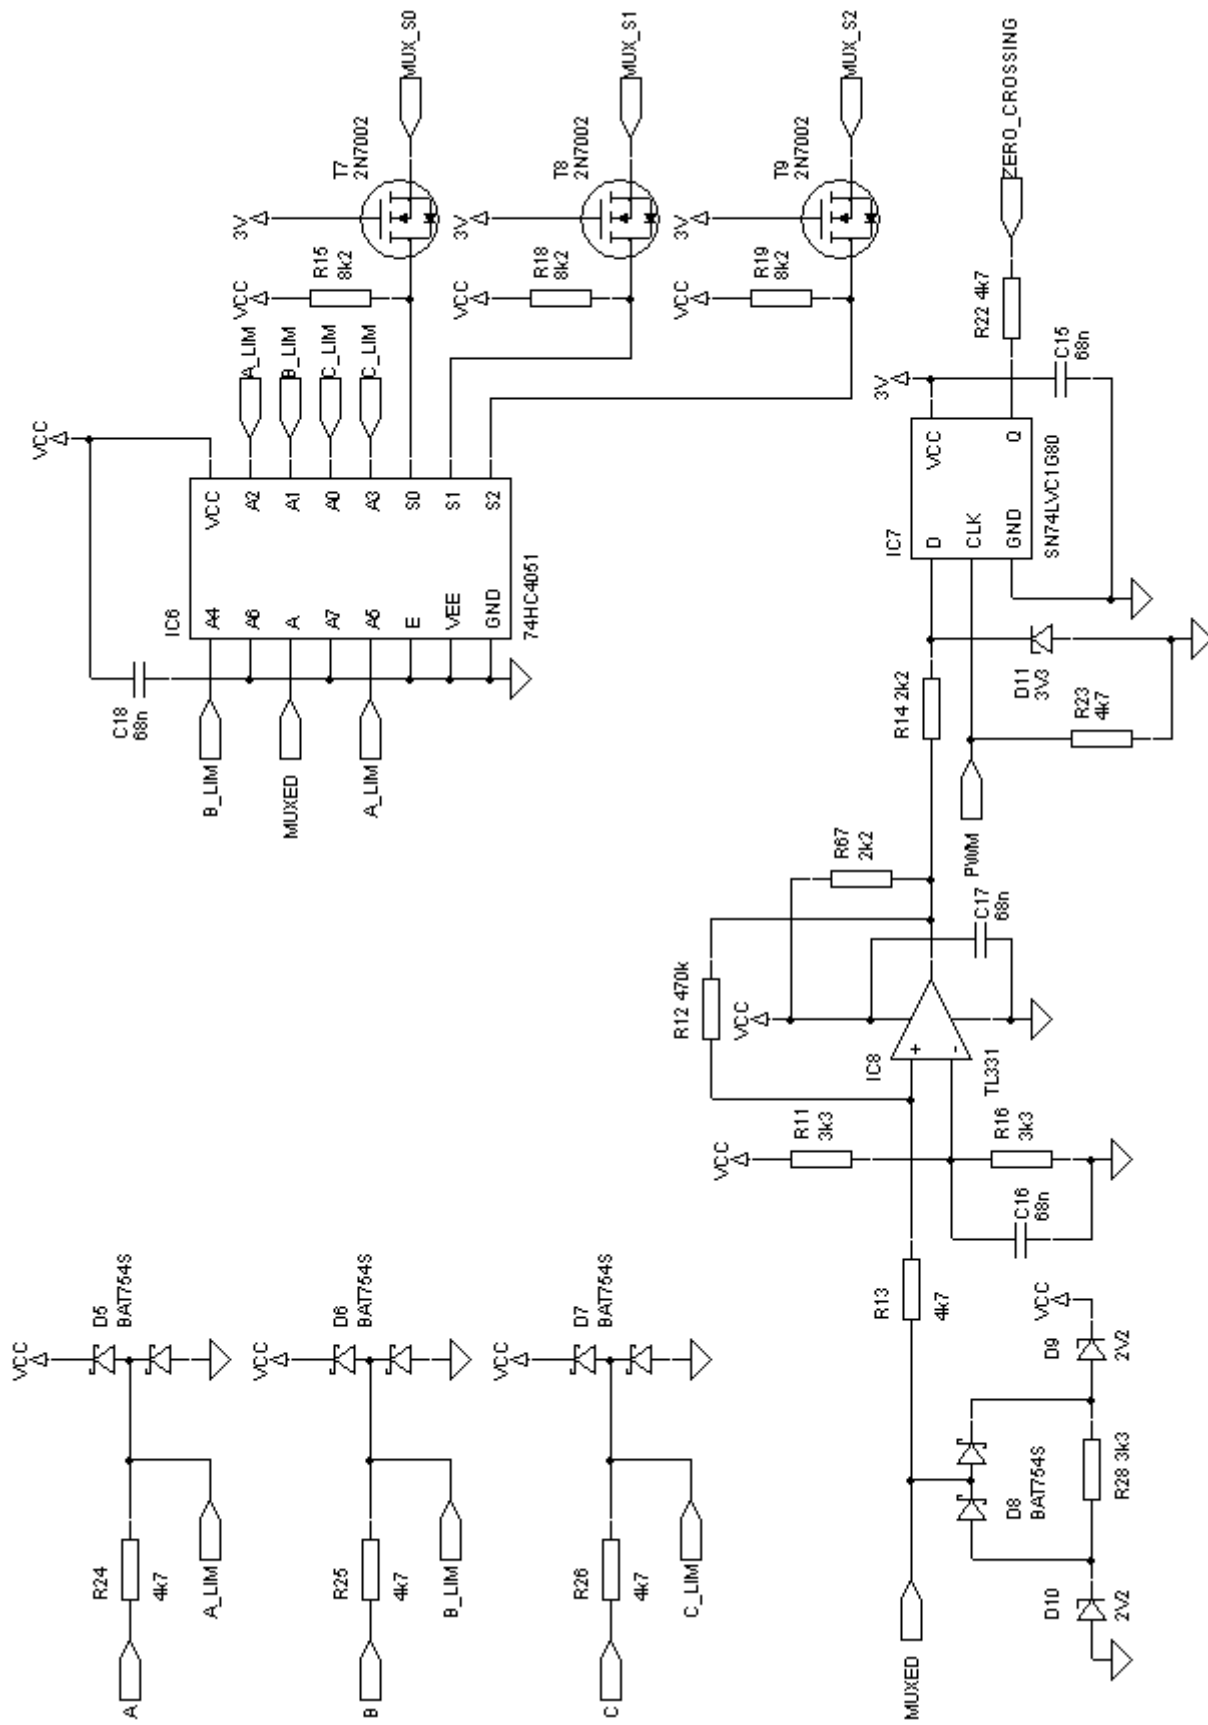 A
R24
4k7
A_LIM
VCC
D5
BAT754S
B
R25
4k7
B_LIM
VCC
D6
BAT754S
C
R26
4k7
C_LIM
VCC
D7
BAT754S
B_LIM
MUXED
A_LIM
C18
68n
VCC
IC6
74HC4051
A4
A6
A
A7
A5
E
VEE
GND
VCC
A2
A1
A0
A3
S0
S1
S2
A_LIM
B_LIM
C_LIM
C_LIM
VCC
R15
8k2
3V
T7
2N7002
MUX_S0
VCC
R18
8k2
3V
T8
2N7002
MUX_S1
VCC
R19
8k2
3V
T9
2N7002
MUX_S2
MUXED
D10
2V2
D8
BAT754S
R28 3k3
D9
2V2
VCC
R13
4k7
VCC
R11
3k3
R16
3k3
C16
68n
R12 470k
VCC
IC8
+
-
TL331
R67
2k2
C17
68n
PWM
R14 2k2
D11
3V3
R23
4k7
IC7
SN74LVC1G80
D
CLK
GND
VCC
Q
3V
C15
68n
R22 4k7
ZERO_CROSSING